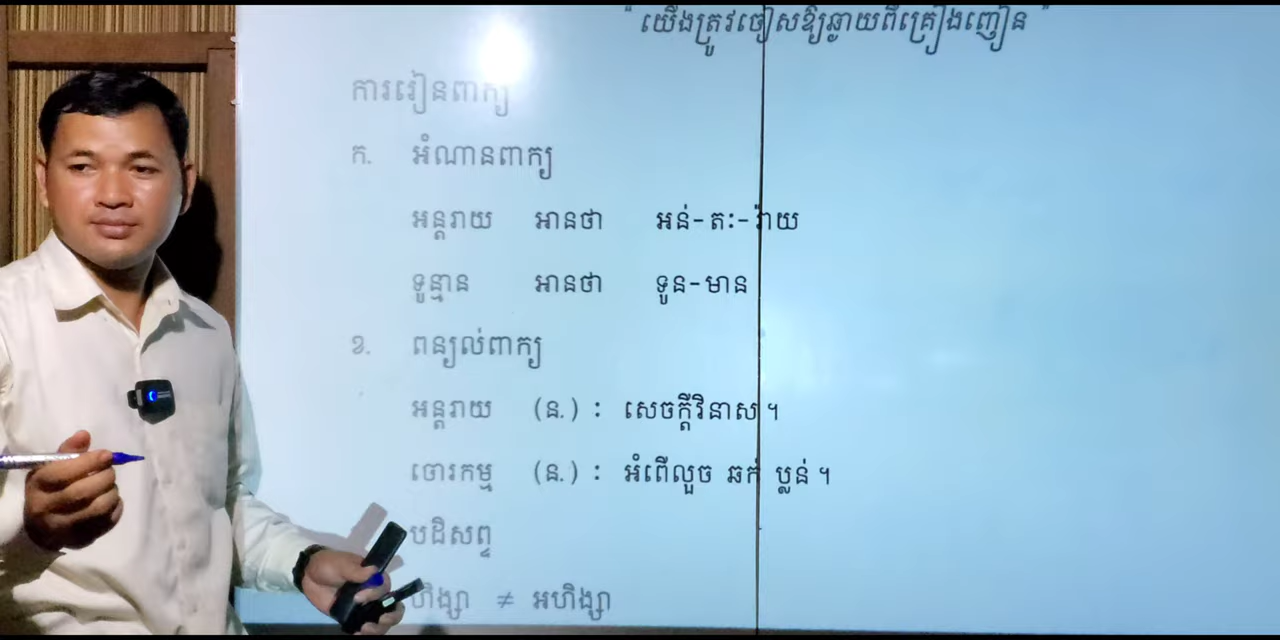 " យើងត្រូវចៀសឱ្យឆ្ងាយពីគ្រឿងញៀន "
ការរៀនពាក្យ
ក. អំណានពាក្យ
អន្តរាយ អានថា អន់-តៈ-រ៉ាយ
ទូន្មាន អានថា ទូន-មាន
ខ. ពន្យល់ពាក្យ
អន្តរាយ (ន.) : សេចក្ដីវិនាស ។
ចោរកម្ម (ន.) : អំពើលួច ឆក់ ប្លន់ ។
បដិសព្ទ
ហិង្សា ≠ អហិង្សា